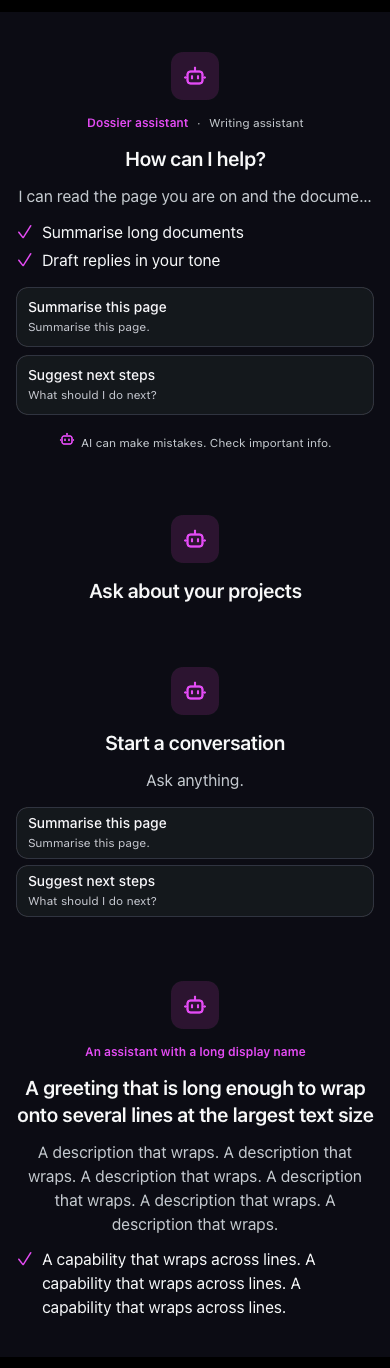 Dossier assistant · Writing assistant
How can I help?
I can read the page you are on and the docume...
Summarise long documents
Draft replies in your tone
Summarise this page
Summarise this page.
Suggest next steps
What should I do next?
AI can make mistakes. Check important info.
Ask about your projects
Start a conversation
Ask anything.
Summarise this page
Summarise this page.
Suggest next steps
What should I do next?
An assistant with a long display name
A greeting that is long enough to wrap
onto several lines at the largest text size
A description that wraps. A description that
wraps. A description that wraps. A description
that wraps. A description that wraps. A
description that wraps.
A capability that wraps across lines. A
capability that wraps across lines. A
capability that wraps across lines.